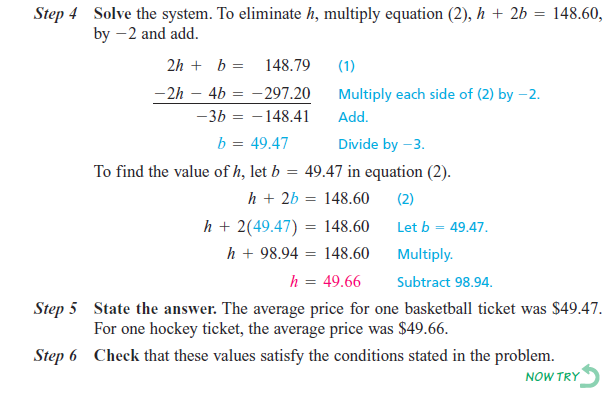 Step 4 Solve the system. To eliminate h, multiply equation (2), h + 2b = 148.60,
by −2 and add.
2h + b = 148.79 (1)
−2h − 4b = −297.20 Multiply each side of (2) by −2.
−3b = −148.41 Add.
b = 49.47 Divide by −3.
To find the value of h, let b = 49.47 in equation (2).
h + 2b = 148.60 (2)
h + 2(49.47) = 148.60 Let b = 49.47.
h + 98.94 = 148.60 Multiply.
h = 49.66 Subtract 98.94.
Step 5 State the answer. The average price for one basketball ticket was $49.47.
For one hockey ticket, the average price was $49.66.
Step 6 Check that these values satisfy the conditions stated in the problem.
NOW TRY